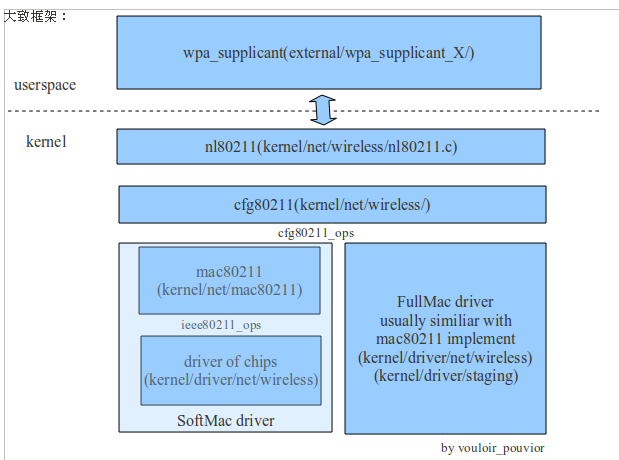 大致框架：
wpa_supplicant(external/wpa_supplicant_X/)
userspace
kernel
nl80211(kernel/net/wireless/nl80211.c)
cfg80211(kernel/net/wireless/)
cfg80211_ops
mac80211
(kernel/net/mac80211)
ieee80211_ops
driver of chips
(kernel/driver/net/wireless)
SoftMac driver
FullMac driver
usually similiar with
mac80211 implement
(kernel/driver/net/wireless)
(kernel/driver/staging)
by vouloir_pouvior